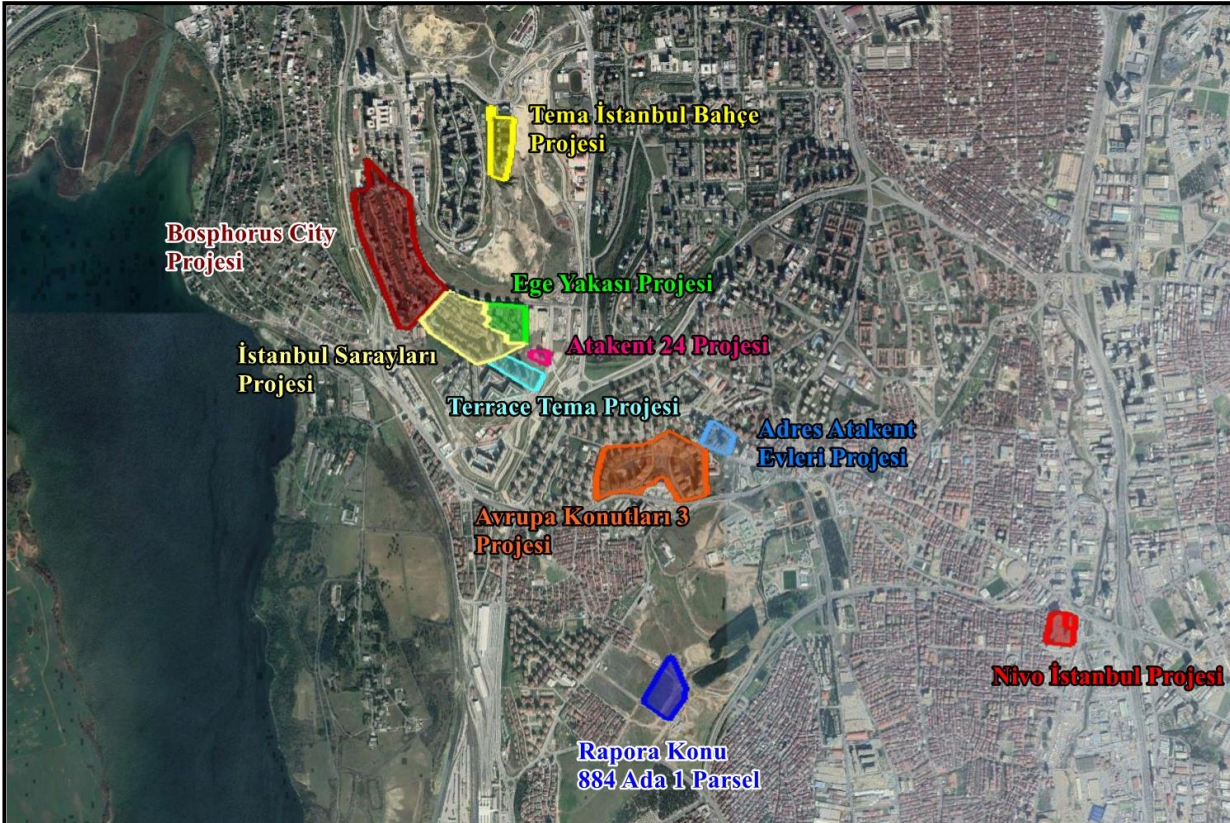 Tema İstanbul Bahçe
Projesi
Bosphorus City
Projesi
Ege Yakası Projesi
İstanbul Sarayları
Projesi
Atakent 24 Projesi
Terrace Tema Projesi
Adres Atakent
Evleri Projesi
Avrupa Konutları 3
Projesi
Nivo İstanbul Projesi
Rapora Konu
884 Ada 1 Parsel